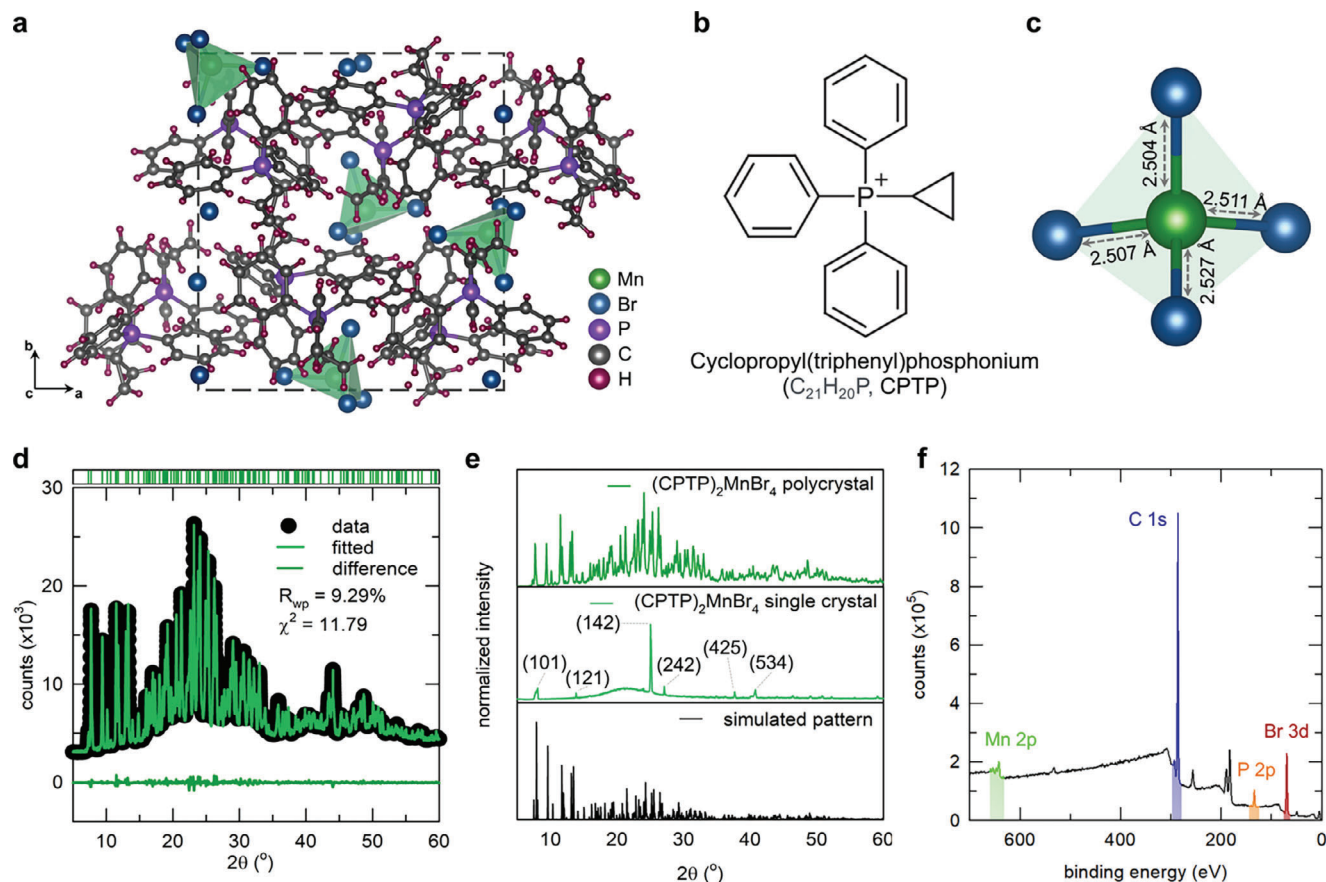 a
b
c
a
Mn
Br
P
C
H
b
P+
Cyclopropyl(triphenyl)phosphonium
(C₂₁H₂₀P, CPTP)
c
2.504 Å
2.511 Å
2.507 Å
2.527 Å
d
30
20
10
0
counts (x10³)
data
fitted
difference
Rwp = 9.29%
χ² = 11.79
10 20 30 40 50 60
2θ (°)
e
normalized intensity
(CPTP)₂MnBr₄ polycrystal
(CPTP)₂MnBr₄ single crystal
(101)
(121)
(142)
(242)
(425)
(534)
simulated pattern
10 20 30 40 50 60
2θ (°)
f
12
10
8
6
4
2
0
counts (x10⁵)
C 1s
Mn 2p
P 2p
Br 3d
600 400 200 0
binding energy (eV)